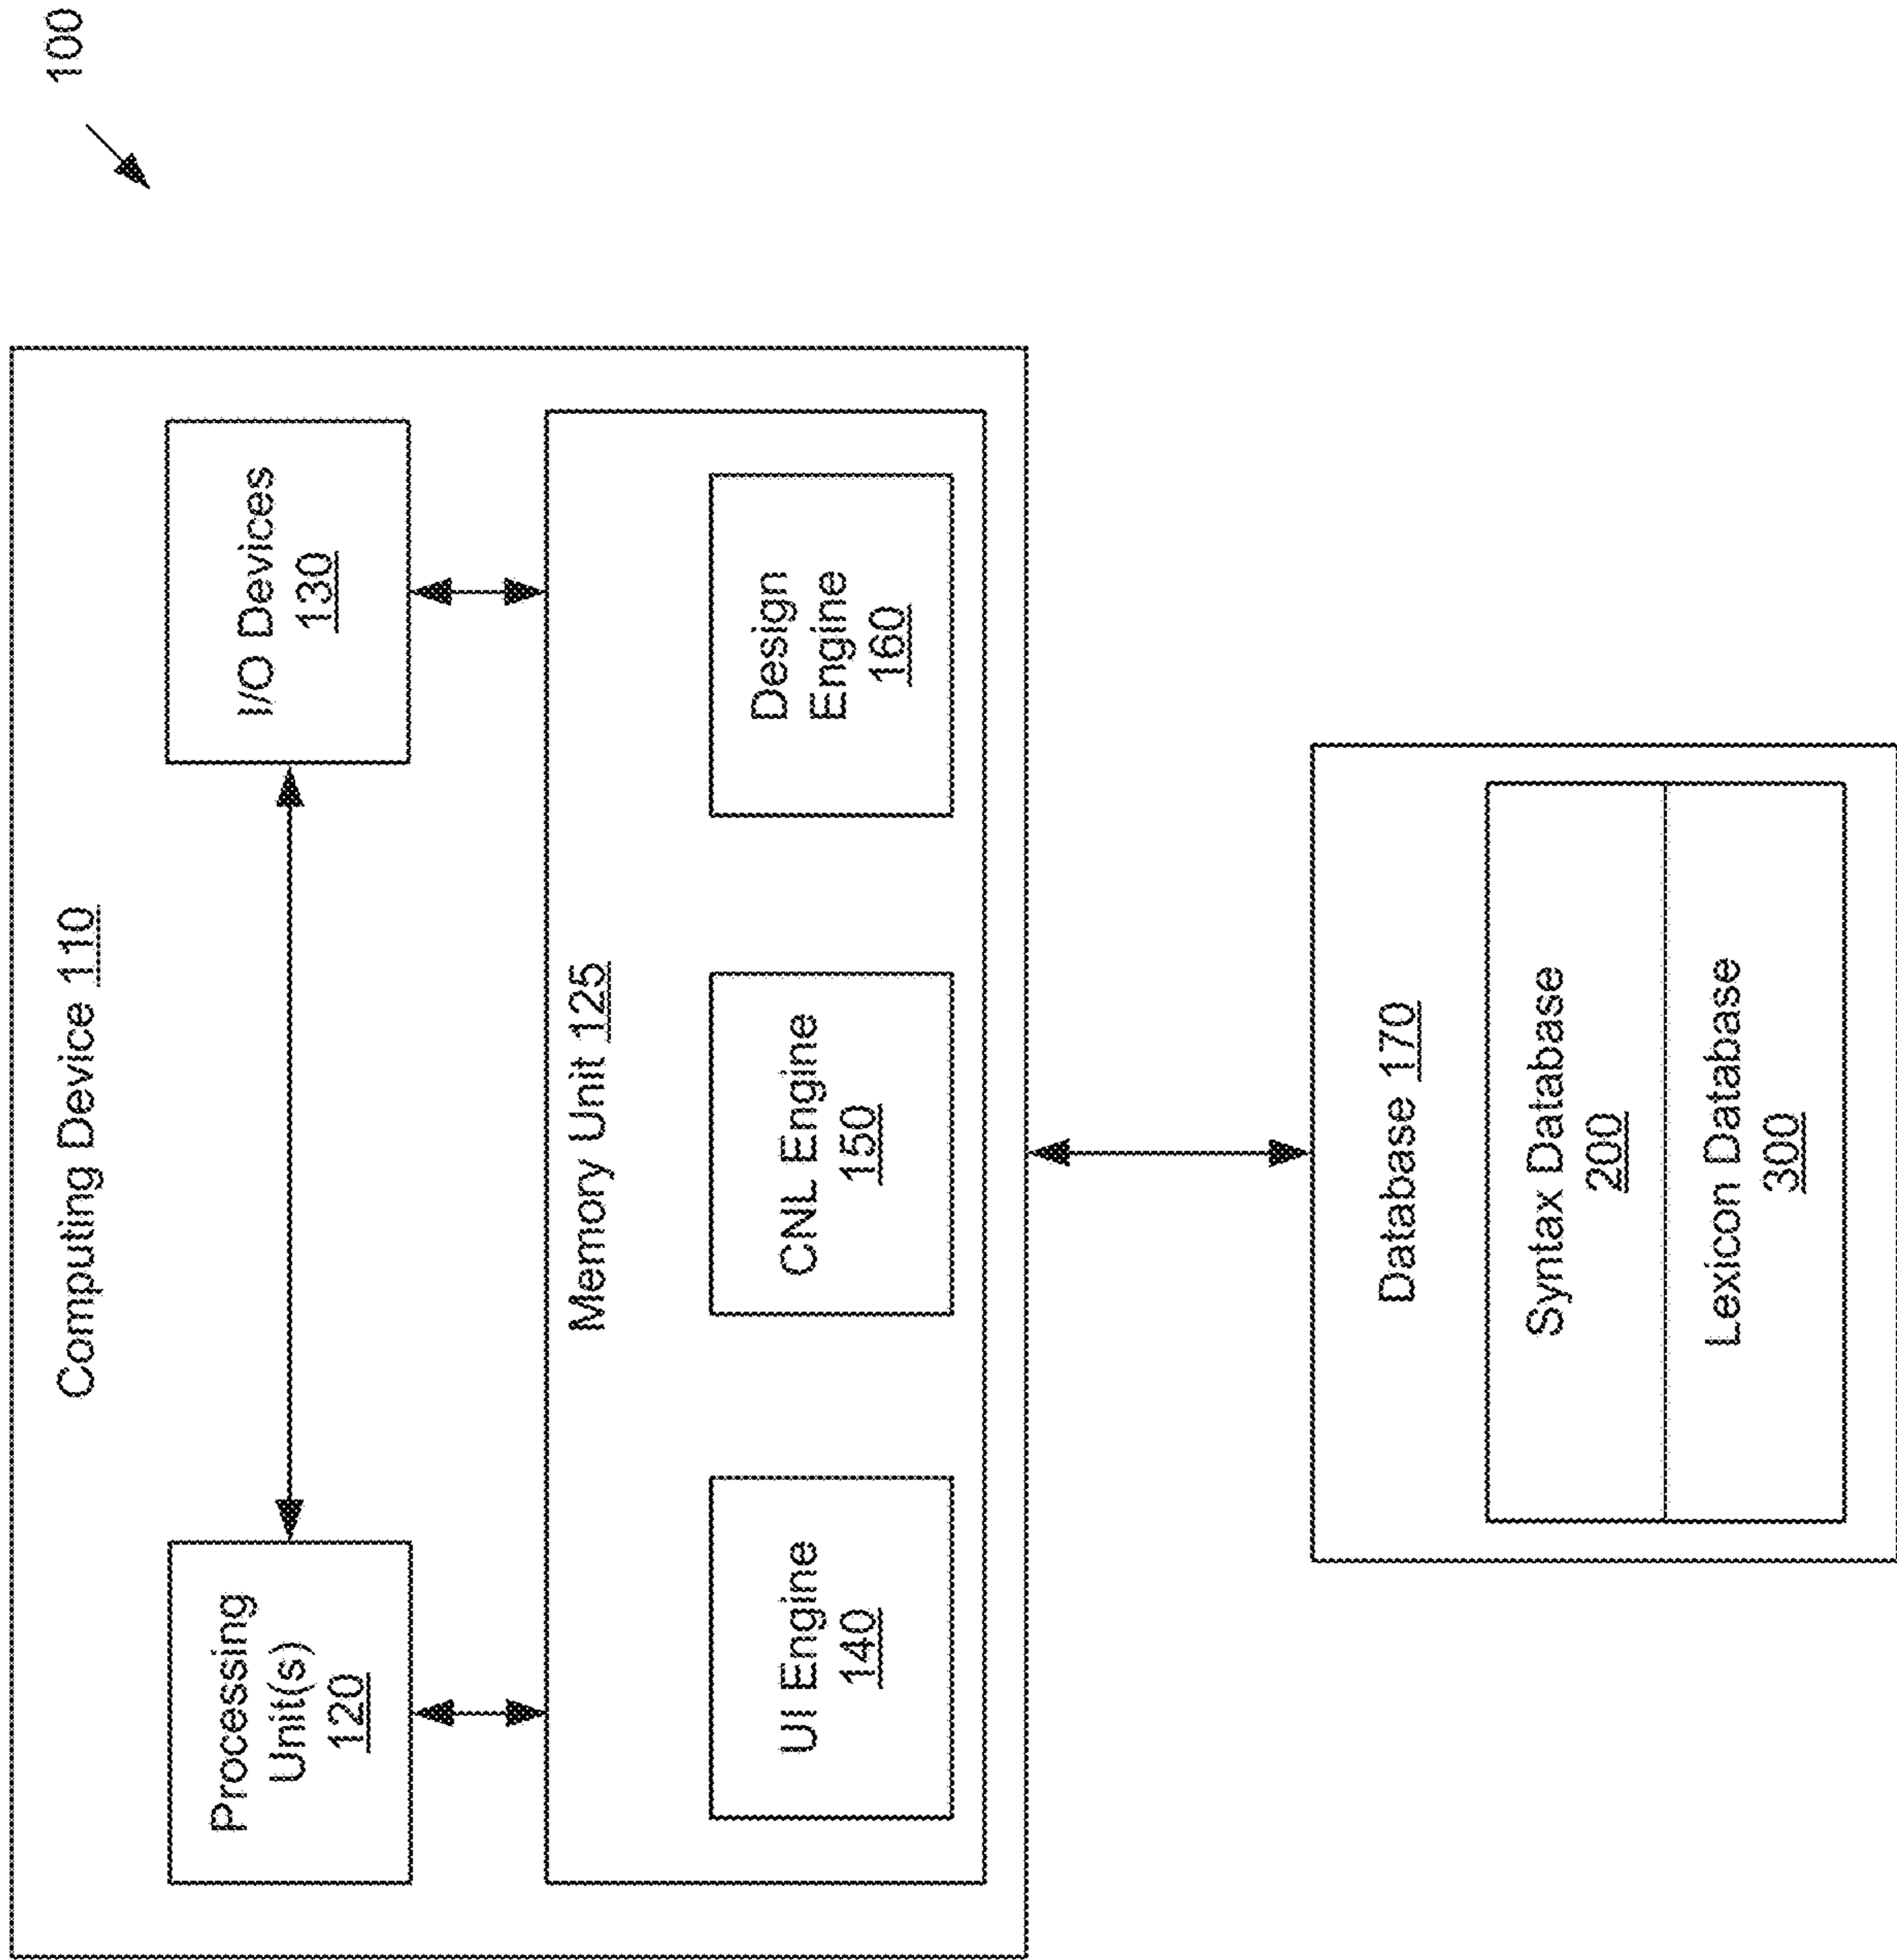 100
Computing Device 110
Processing
Unit(s)
120
I/O Devices
130
Memory Unit 125
UI Engine
140
CNL Engine
150
Design
Engine
160
Database 170
Syntax Database
200
Lexicon Database
300